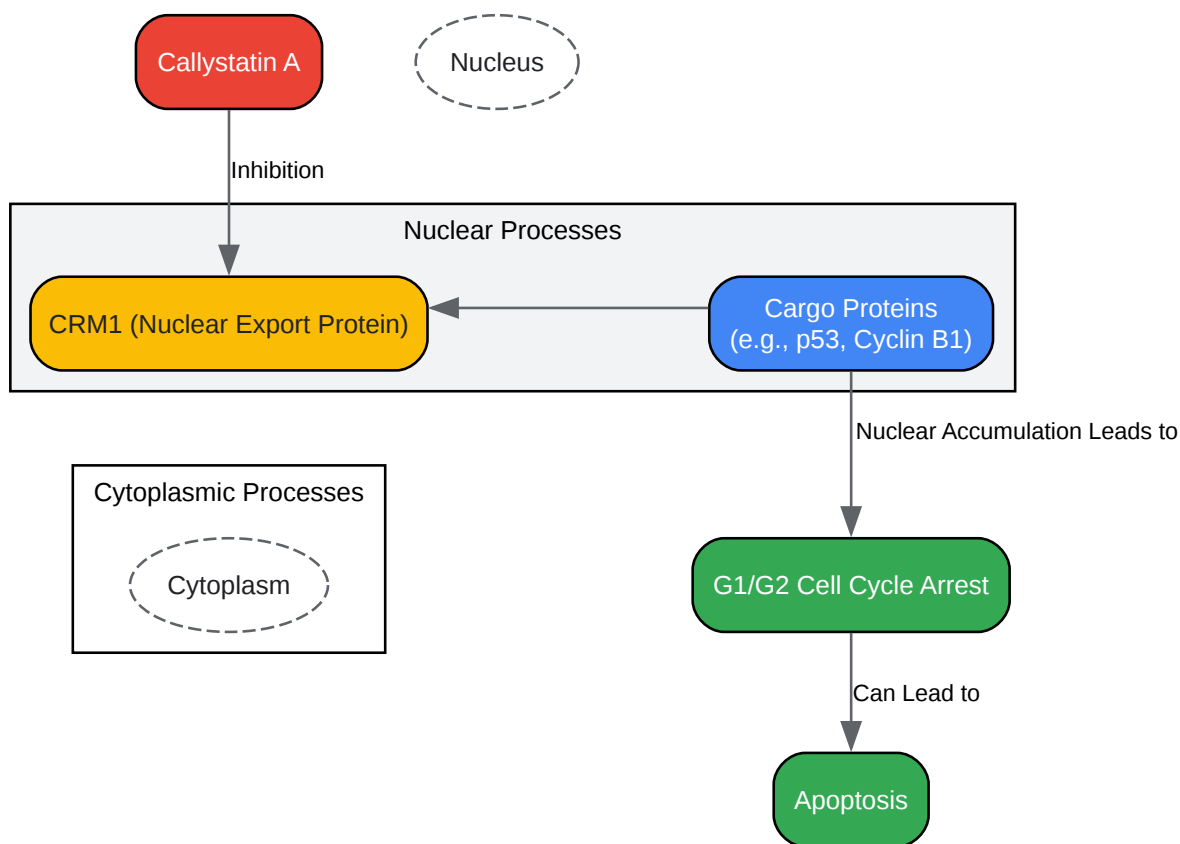 Callystatin A
Nucleus
Inhibition
Nuclear Processes
CRM1 (Nuclear Export Protein)
Cargo Proteins
(e.g., p53, Cyclin B1)
Nuclear Accumulation Leads to
Cytoplasmic Processes
Cytoplasm
G1/G2 Cell Cycle Arrest
Can Lead to
Apoptosis